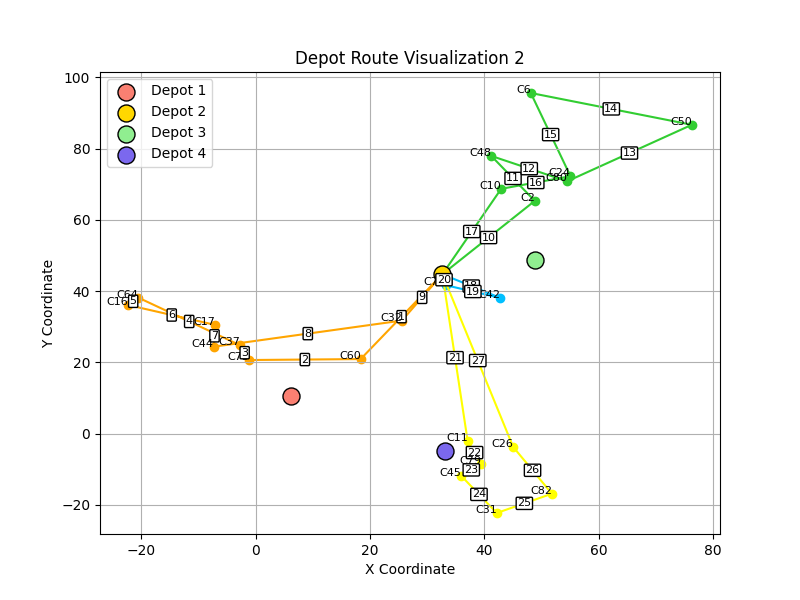 Depot Route Visualization 2
Depot 1
Depot 2
Depot 3
Depot 4
Y Coordinate
100
80
60
40
20
0
−20
−20
0
20
40
60
80
X Coordinate
C6
14
C50
15
13
C48
12
C24
11
C80
16
C10
C2
17
10
20
18
19
C42
9
C32
C64
C16
5
6
4
C17
7
C44
C37
3
8
C60
2
21
27
C11
22
C26
23
C45
26
24
C82
25
C31